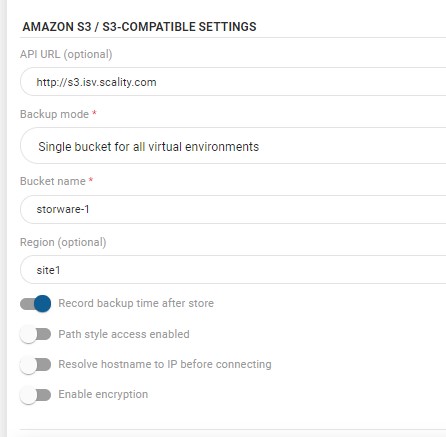 AMAZON S3 / S3-COMPATIBLE SETTINGS
API URL (optional)
http://s3.isv.scality.com
Backup mode *
Single bucket for all virtual environments
Bucket name *
storware-1
Region (optional)
site1
Record backup time after store
Path style access enabled
Resolve hostname to IP before connecting
Enable encryption